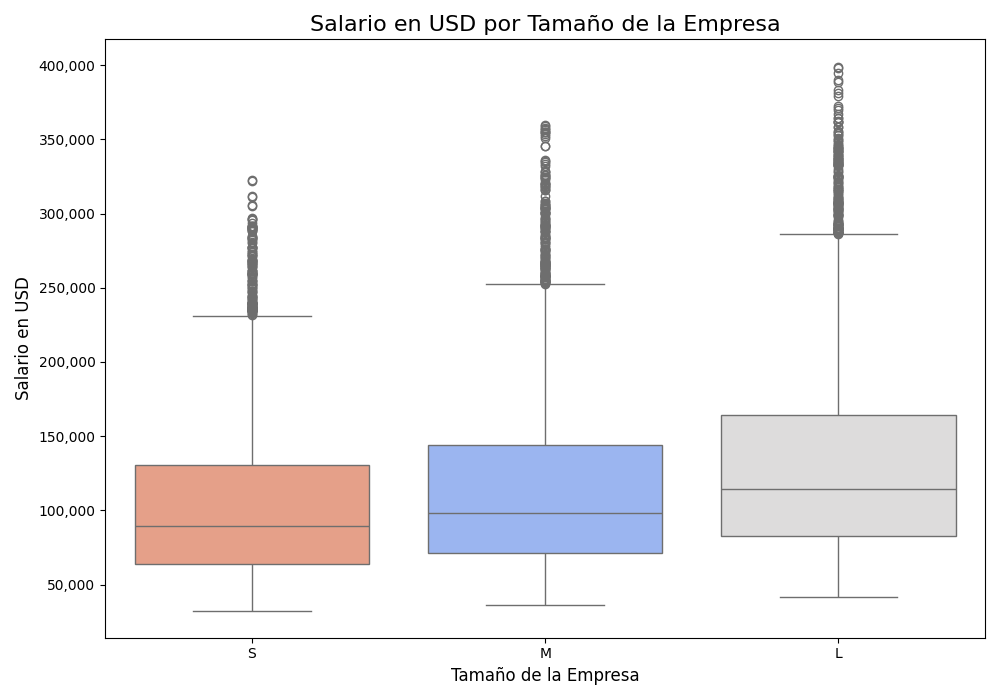 Salario en USD por Tamaño de la Empresa
400,000
350,000
300,000
250,000
200,000
150,000
100,000
50,000
Salario en USD
S
M
L
Tamaño de la Empresa